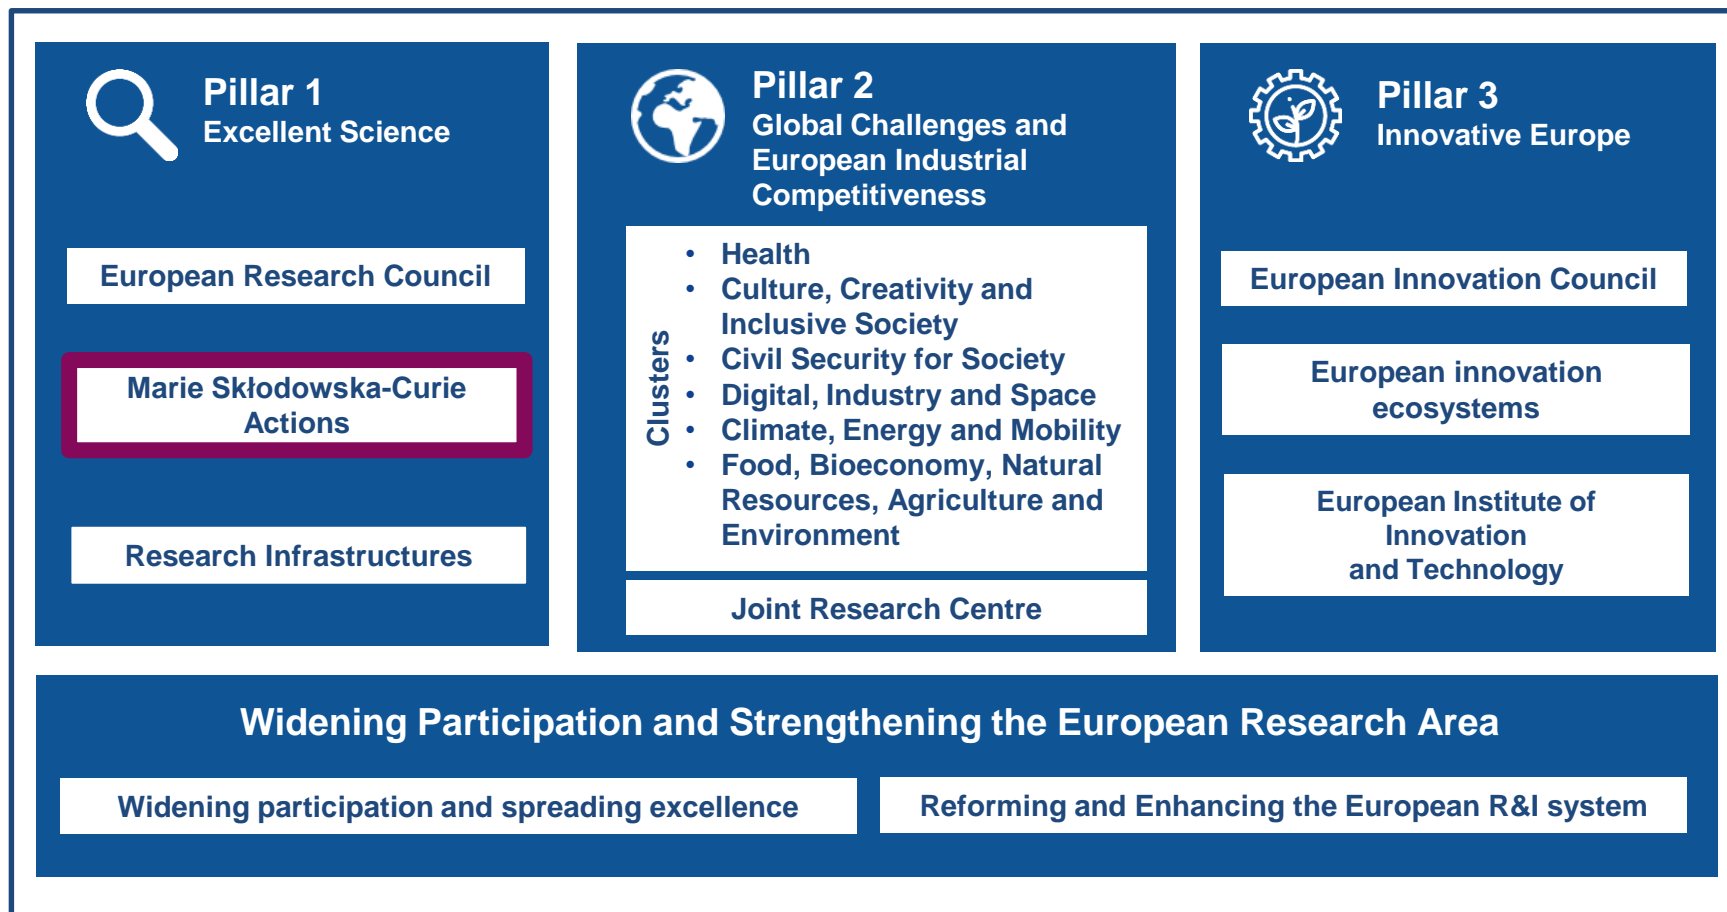 Pillar 1
Excellent Science
European Research Council
Marie Skłodowska-Curie
Actions
Research Infrastructures
Pillar 2
Global Challenges and
European Industrial
Competitiveness
Clusters
• Health
• Culture, Creativity and
Inclusive Society
• Civil Security for Society
• Digital, Industry and Space
• Climate, Energy and Mobility
• Food, Bioeconomy, Natural
Resources, Agriculture and
Environment
Joint Research Centre
Pillar 3
Innovative Europe
European Innovation Council
European innovation
ecosystems
European Institute of
Innovation
and Technology
Widening Participation and Strengthening the European Research Area
Widening participation and spreading excellence
Reforming and Enhancing the European R&I system